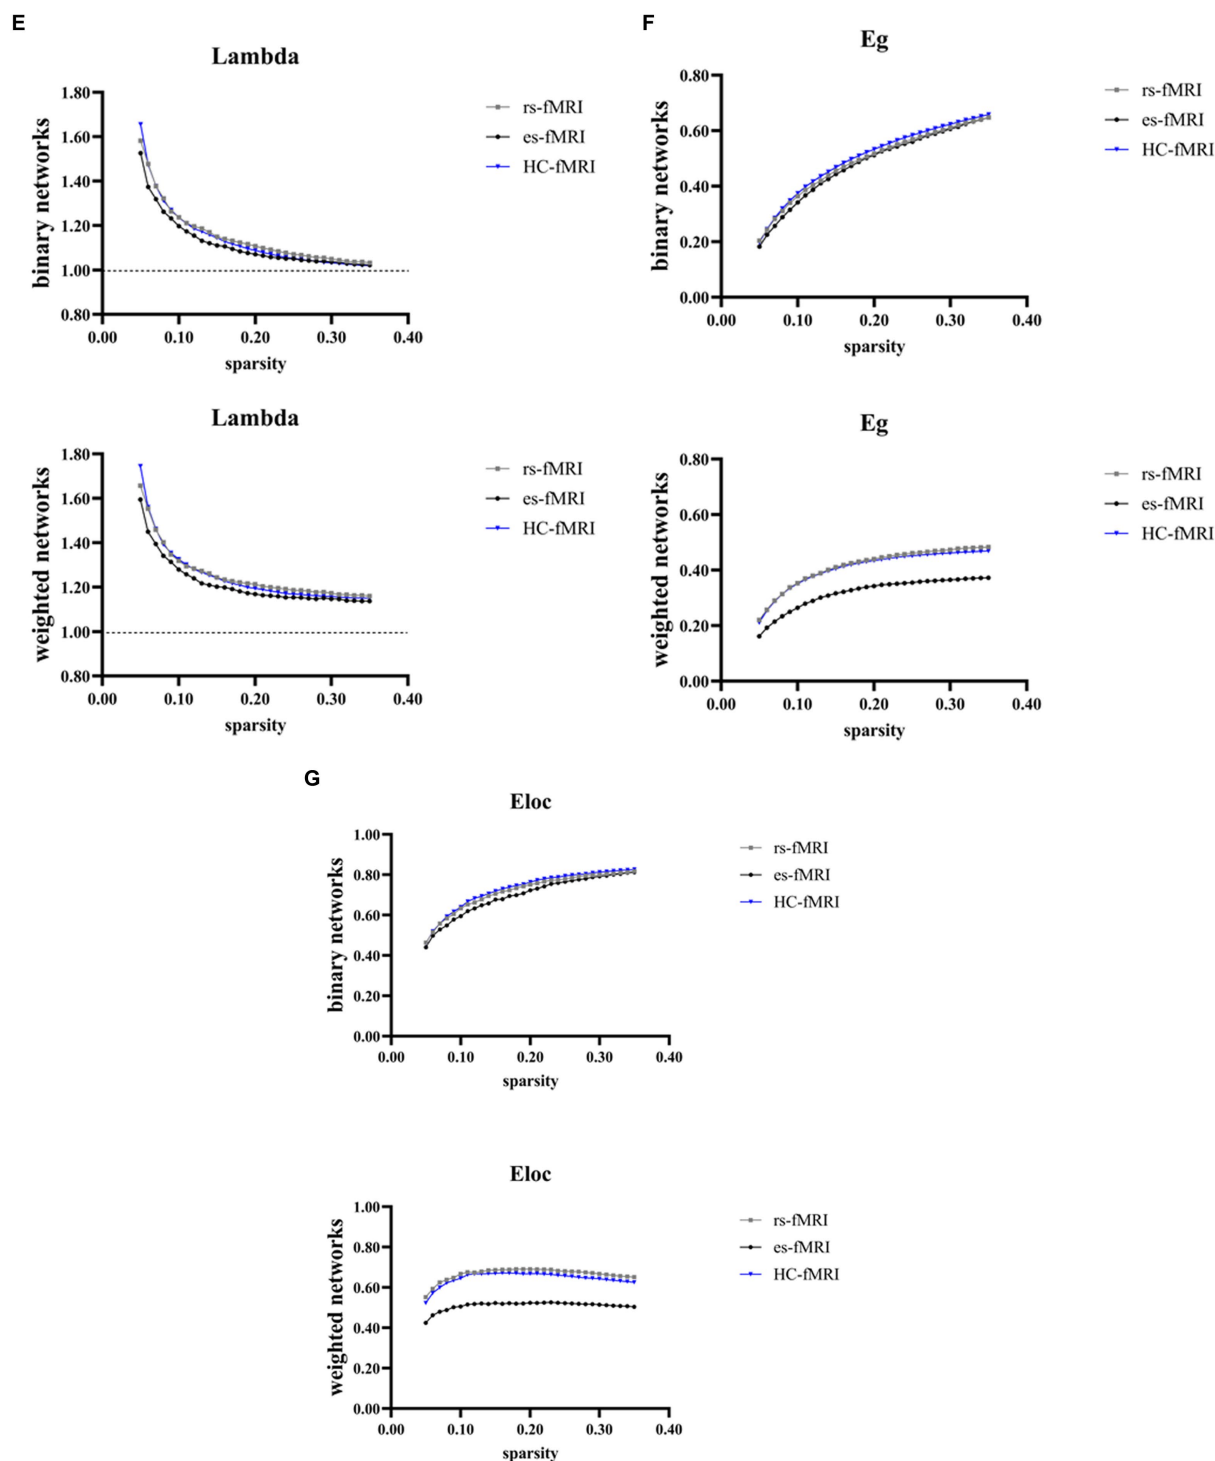 E
Lambda
binary networks
1.80
1.60
1.40
1.20
1.00
0.80
0.00 0.10 0.20 0.30 0.40
sparsity
rs-fMRI
es-fMRI
HC-fMRI
F
Eg
binary networks
0.80
0.60
0.40
0.20
0.00
0.00 0.10 0.20 0.30 0.40
sparsity
rs-fMRI
es-fMRI
HC-fMRI
Lambda
weighted networks
1.80
1.60
1.40
1.20
1.00
0.80
0.00 0.10 0.20 0.30 0.40
sparsity
rs-fMRI
es-fMRI
HC-fMRI
Eg
weighted networks
0.80
0.60
0.40
0.20
0.00
0.00 0.10 0.20 0.30 0.40
sparsity
rs-fMRI
es-fMRI
HC-fMRI
G
Eloc
binary networks
1.00
0.80
0.60
0.40
0.20
0.00
0.00 0.10 0.20 0.30 0.40
sparsity
rs-fMRI
es-fMRI
HC-fMRI
Eloc
weighted networks
1.00
0.80
0.60
0.40
0.20
0.00
0.00 0.10 0.20 0.30 0.40
sparsity
rs-fMRI
es-fMRI
HC-fMRI